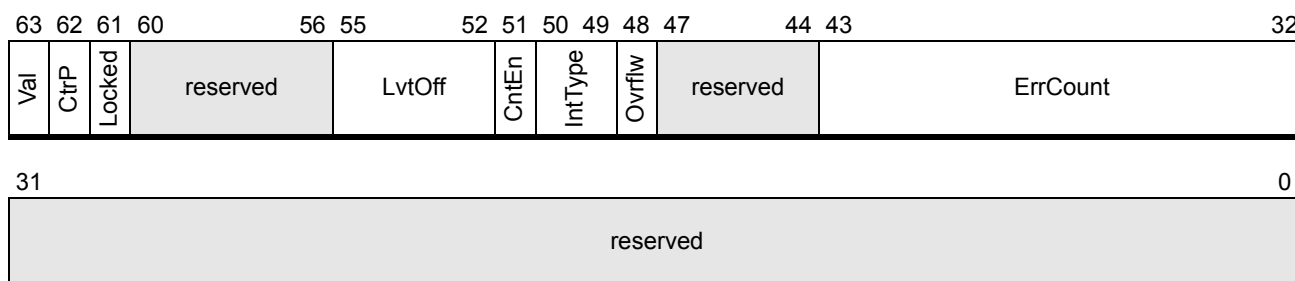 63 62 61 60 56 55 52 51 50 49 48 47 44 43 32
Val CtrP Locked reserved LvtOff CntEn IntType Ovrflw reserved ErrCount
31 0
reserved